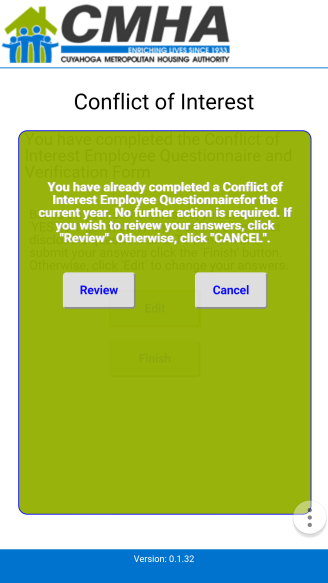 CMHA
ENRICHING LIVES SINCE 1933
CUYAHOGA METROPOLITAN HOUSING AUTHORITY
Conflict of Interest
You have completed the Conflict of
Interest Employee Questionnaire and
Verification Form
You have already completed a Conflict of
Interest Employee Questionnairefor the
current year. No further action is required. If
you wish to reivew your answers, click
"Review". Otherwise, click "CANCEL".
submit your answers click the 'Finish' button.
Otherwise, click 'Edit' to change your answers.
Review
Cancel
Edit
Finish
Version: 0.1.32